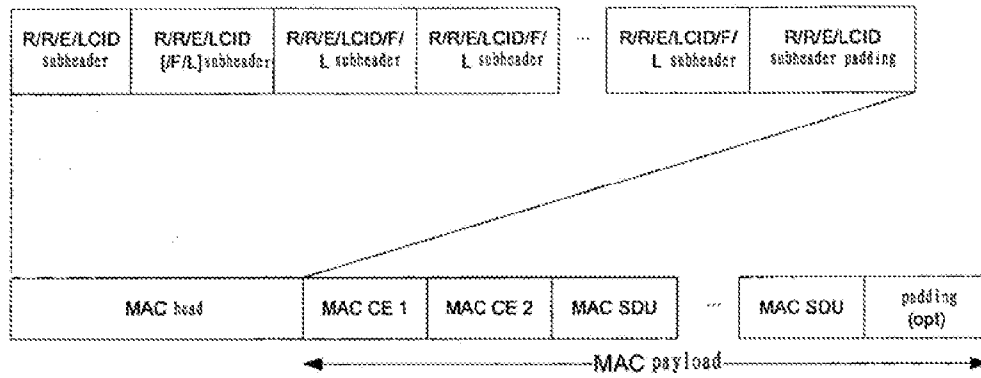 R/R/E/LCID
subheader
R/R/E/LCID
[/F/L]subheader
R/R/E/LCID/F/
L subheader
R/R/E/LCID/F/
L subheader
...
R/R/E/LCID/F/
L subheader
R/R/E/LCID
subheader padding
MAC head
MAC CE 1
MAC CE 2
MAC SDU
...
MAC SDU
padding
(opt)
MAC payload